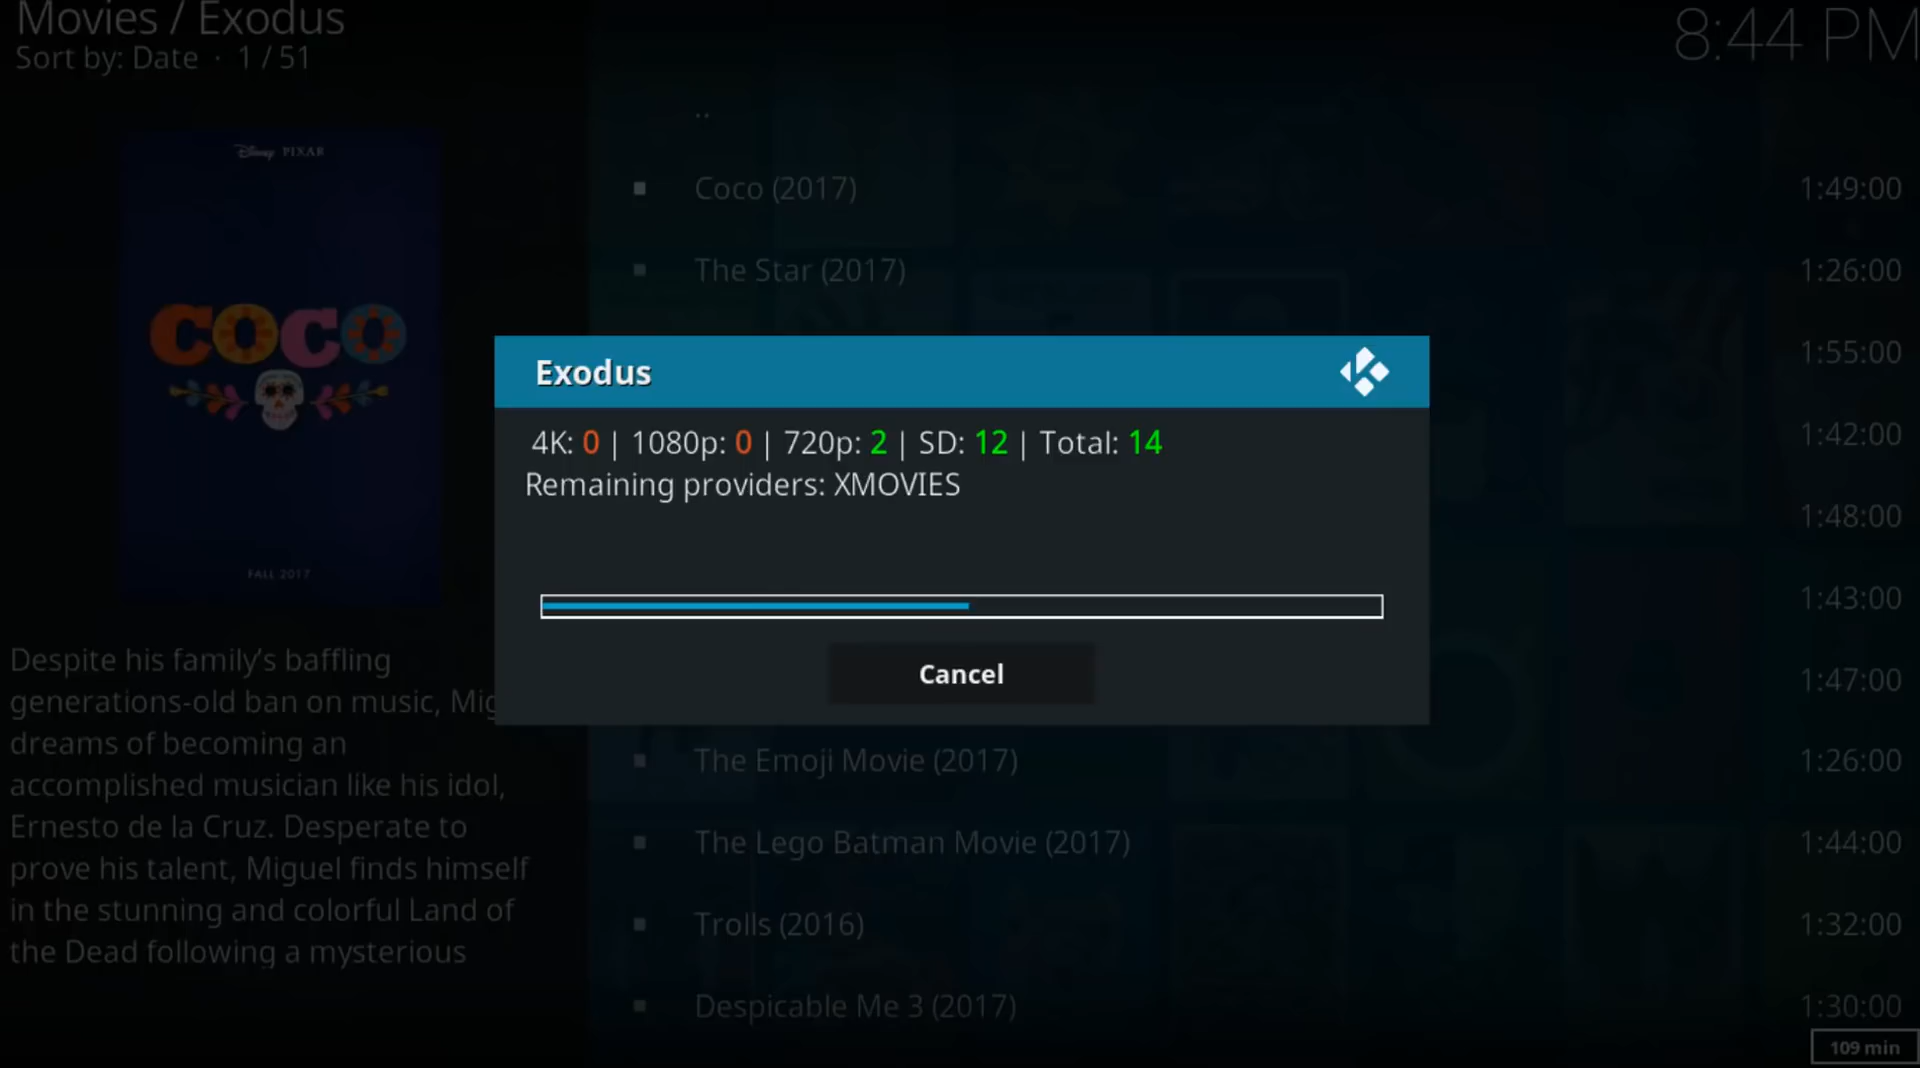 Movies / Exodus
Sort by: Date · 1 / 51
8:44 PM
Disney PIXAR
COCO
FALL 2017
Despite his family's baffling
generations-old ban on music,
dreams of becoming an
accomplished musician like his idol,
Ernesto de la Cruz. Desperate to
prove his talent, Miguel finds himself
in the stunning and colorful Land of
the Dead following a mysterious
..
Coco (2017) 1:49:00
The Star (2017) 1:26:00
1:55:00
1:42:00
1:48:00
1:43:00
1:47:00
Exodus
4K: 0 | 1080p: 0 | 720p: 2 | SD: 12 | Total: 14
Remaining providers: XMOVIES
Cancel
The Emoji Movie (2017) 1:26:00
The Lego Batman Movie (2017) 1:44:00
Trolls (2016) 1:32:00
Despicable Me 3 (2017) 1:30:00
109 min